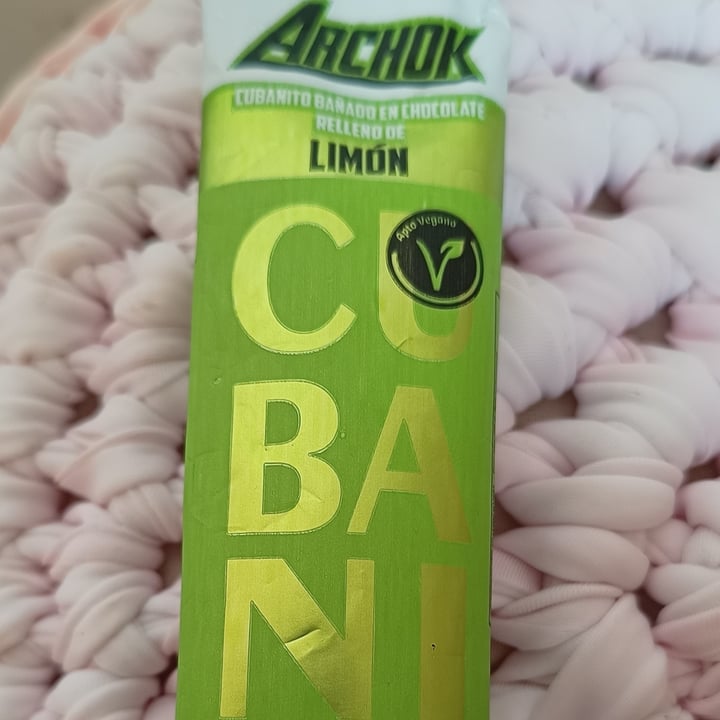 ARCHOK
CUBANITO BAÑADO EN CHOCOLATE
RELLENO DE
LIMÓN
CU
Apto Vegano
V
BA
NI